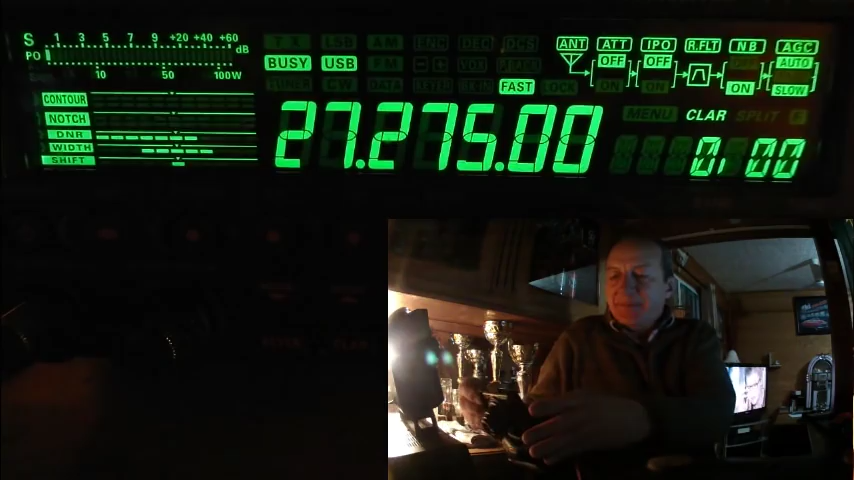 S 1 3 5 7 9 +20 +40 +60 dB
PO
10 50 100W
BUSY USB
FAST
ANT ATT IPO R.FLT NB AGC
OFF OFF AUTO
ON SLOW
CONTOUR
NOTCH
DNR
WIDTH
SHIFT
27.275.00
MENU CLAR SPLIT
0. 00